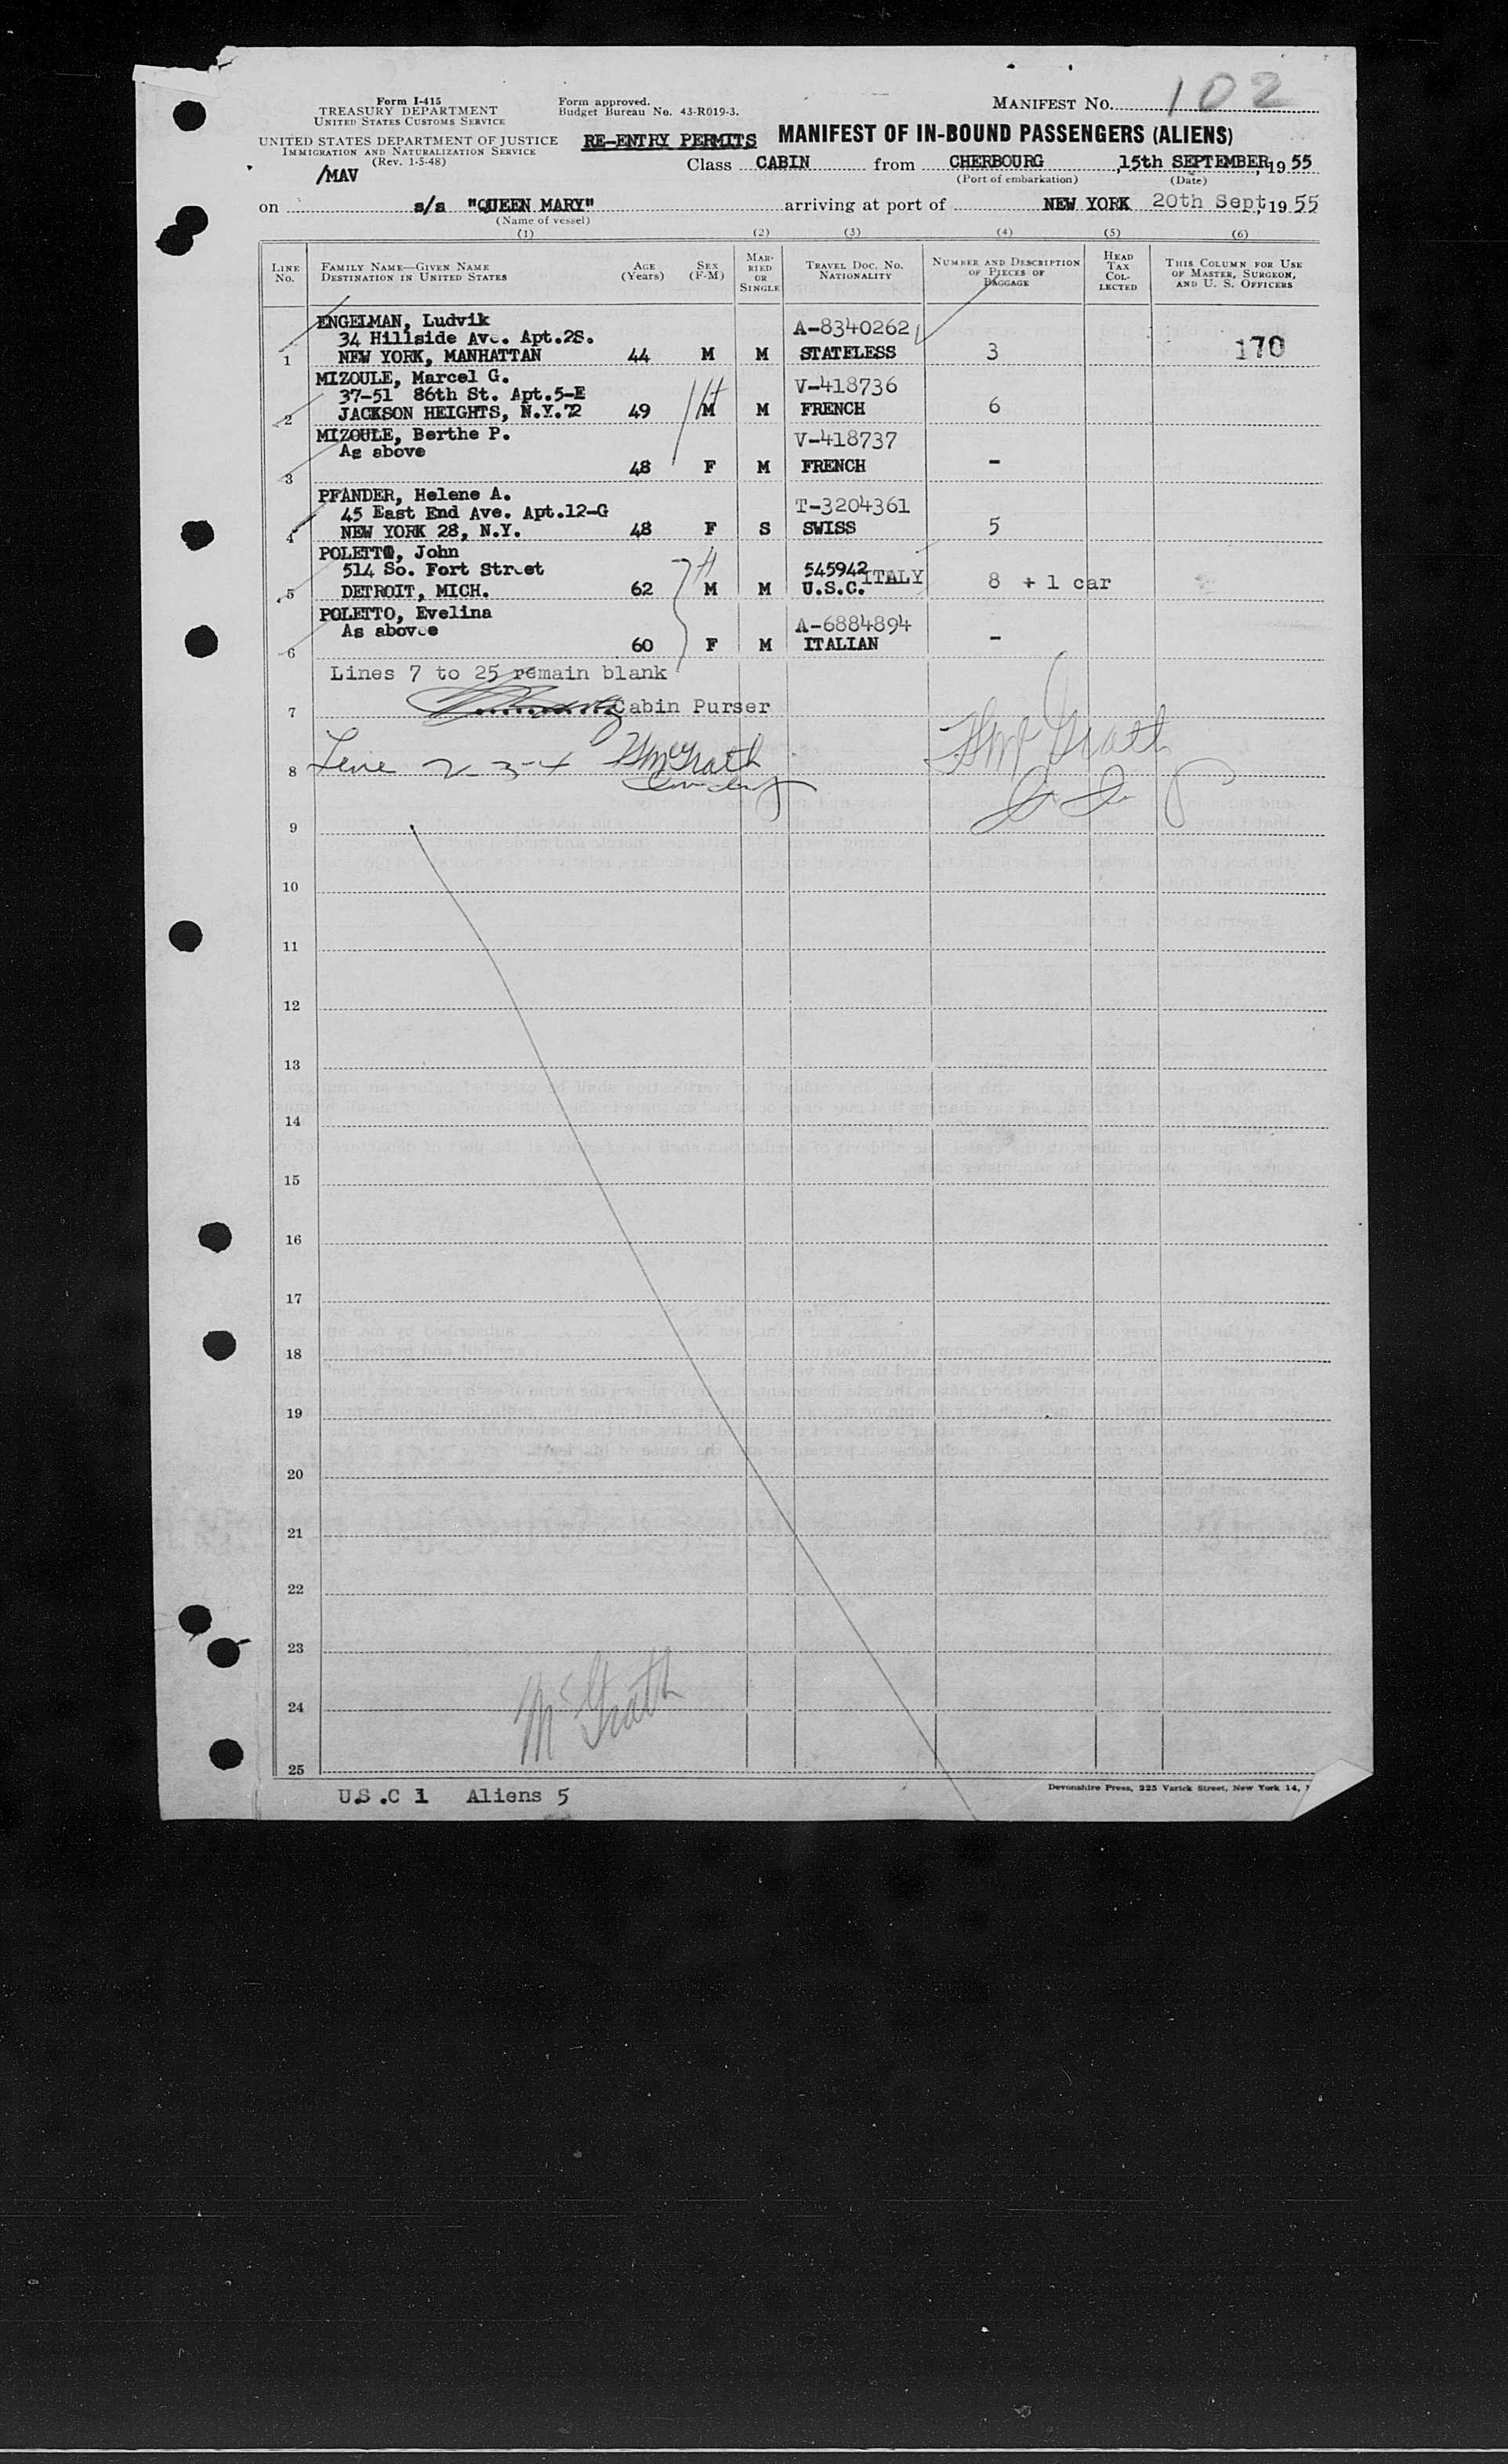 Form I-415
TREASURY DEPARTMENT
UNITED STATES CUSTOMS SERVICE
UNITED STATES DEPARTMENT OF JUSTICE
IMMIGRATION AND NATURALIZATION SERVICE
(Rev. 1-5-48)
/MAV
Form approved.
Budget Bureau No. 43-R019-3.
MANIFEST No. 102
RE-ENTRY PERMITS MANIFEST OF IN-BOUND PASSENGERS (ALIENS)
Class CABIN from CHERBOURG, 15th SEPTEMBER, 1955
(Port of embarkation) (Date)
on s/s "QUEEN MARY" arriving at port of NEW YORK 20th Sept, 1955
(Name of vessel)
(1) (2) (3) (4) (5) (6)
LINE No. FAMILY NAME—GIVEN NAME DESTINATION IN UNITED STATES AGE (Years) SEX (F-M) MARRIED OR SINGLE TRAVEL DOC. NO. NATIONALITY NUMBER AND DESCRIPTION OF PIECES OF BAGGAGE HEAD TAX COLLECTED THIS COLUMN FOR USE OF MASTER, SURGEON, AND U. S. OFFICERS
ENGELMAN, Ludvik A-8340262
34 Hillside Ave. Apt.2S.
1 NEW YORK, MANHATTAN 44 M M STATELESS 3 170
MIZOULE, Marcel G. V-418736
37-51 86th St. Apt.5-E
2 JACKSON HEIGHTS, N.Y.72 49 M M FRENCH 6
MIZOULE, Berthe P. V-418737
As above
3 48 F M FRENCH -
PFANDER, Helene A. T-3204361
45 East End Ave. Apt.12-G
4 NEW YORK 28, N.Y. 48 F S SWISS 5
POLETTO, John
514 So. Fort Street 545942 ITALY
5 DETROIT, MICH. 62 M M U.S.C. 8 + 1 car
POLETTO, Evelina A-6884894
As abovee
6 60 F M ITALIAN -
Lines 7 to 25 remain blank
7 Cabin Purser
8 Line 2-3-4 McGrath McGrath
9
10
11
12
13
14
15
16
17
18
19
20
21
22
23
24 McGrath
25
U.S.C 1 Aliens 5
Devonshire Press, 225 Varick Street, New York 14,